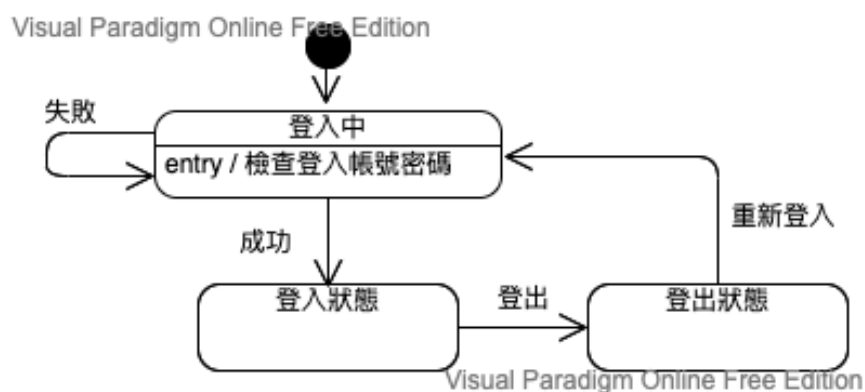 Visual Paradigm Online Free Edition
失敗
登入中
entry / 檢查登入帳號密碼
重新登入
成功
登入狀態
登出
登出狀態
Visual Paradigm Online Free Edition